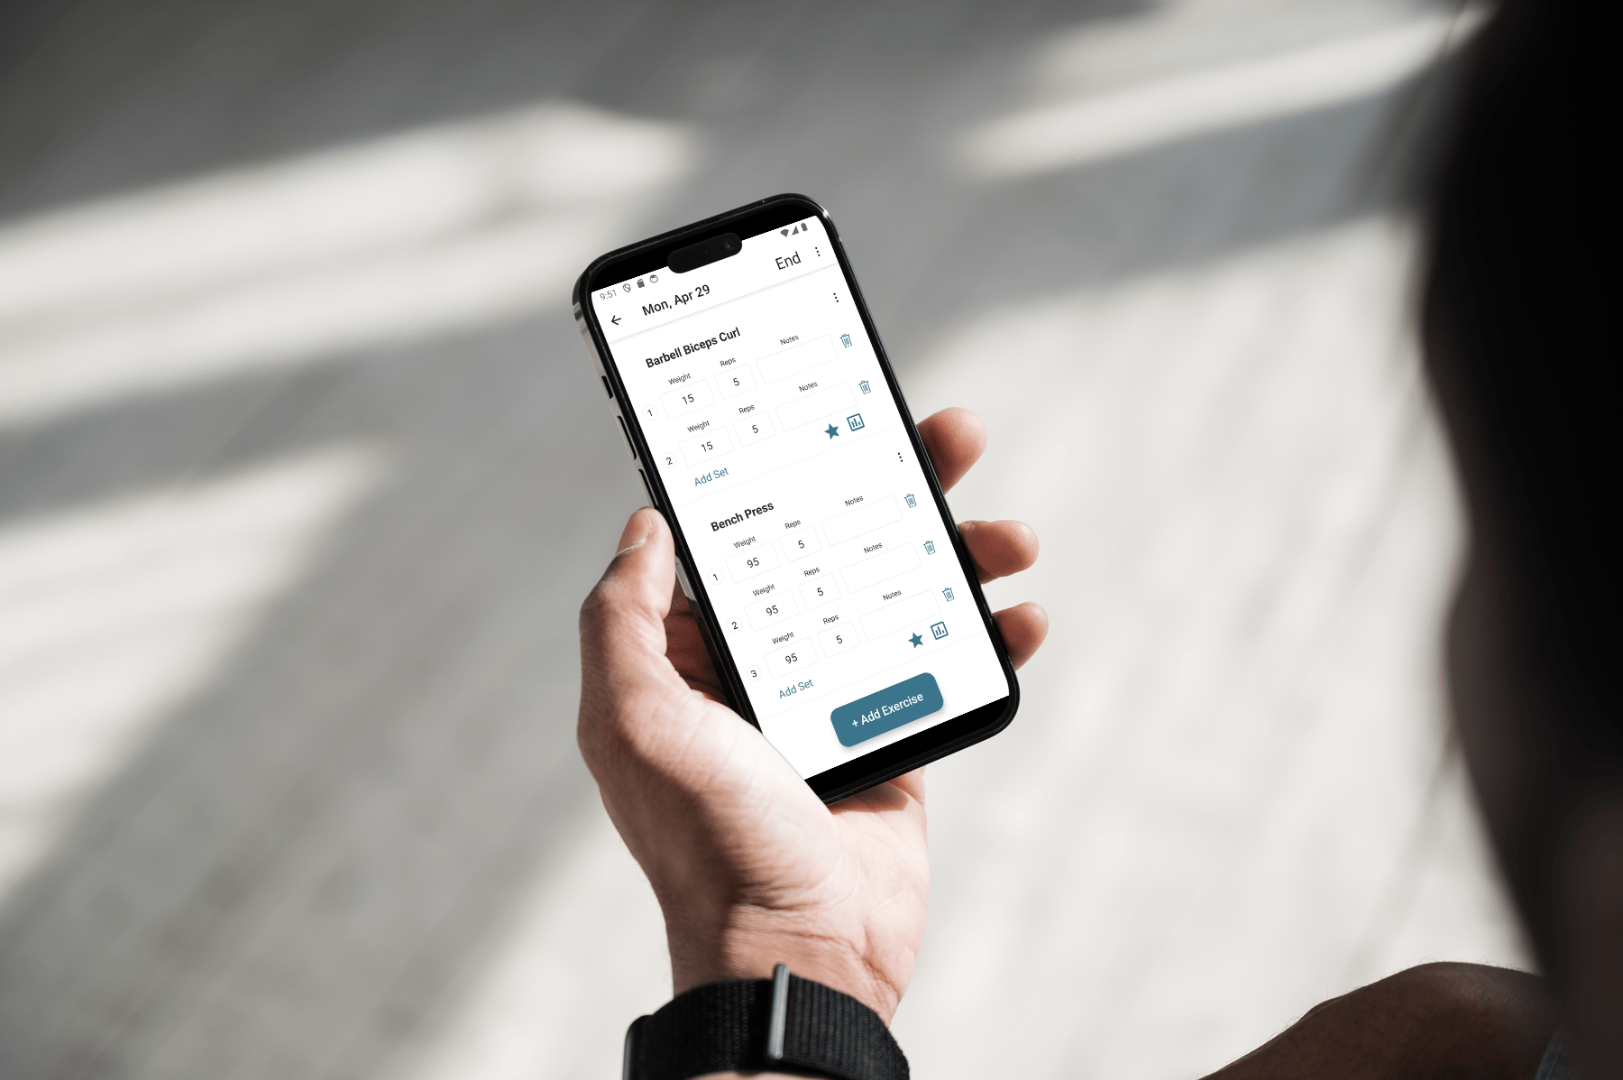 9:51
Mon, Apr 29 End
Barbell Biceps Curl
Weight Reps Notes
1 15 5
Weight Reps Notes
2 15 5
Add Set
Bench Press
Weight Reps Notes
1 95 5
Weight Reps Notes
2 95 5
Weight Reps Notes
3 95 5
Add Set
+ Add Exercise